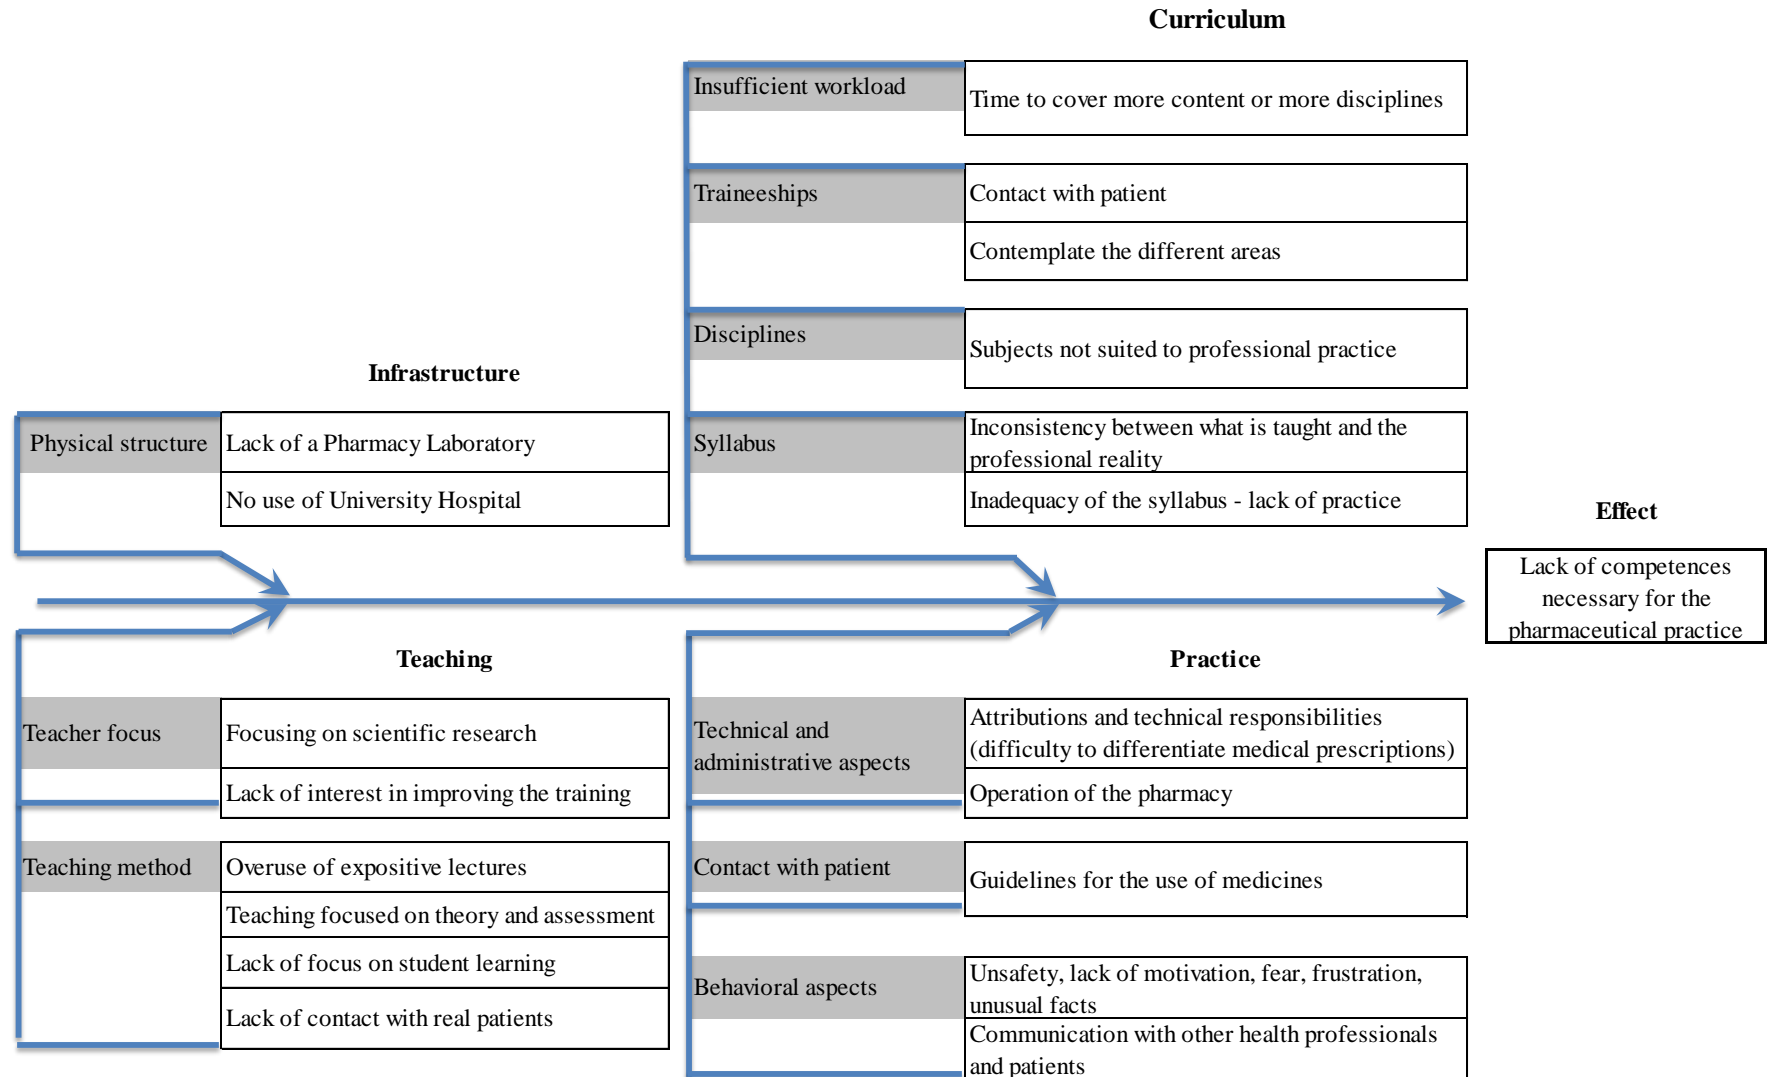 Curriculum
Insufficient workload
Time to cover more content or more disciplines
Traineeships
Contact with patient
Contemplate the different areas
Disciplines
Subjects not suited to professional practice
Syllabus
Inconsistency between what is taught and the
professional reality
Inadequacy of the syllabus - lack of practice
Infrastructure
Physical structure
Lack of a Pharmacy Laboratory
No use of University Hospital
Effect
Lack of competences
necessary for the
pharmaceutical practice
Teaching
Teacher focus
Focusing on scientific research
Lack of interest in improving the training
Teaching method
Overuse of expositive lectures
Teaching focused on theory and assessment
Lack of focus on student learning
Lack of contact with real patients
Practice
Technical and
administrative aspects
Attributions and technical responsibilities
(difficulty to differentiate medical prescriptions)
Operation of the pharmacy
Contact with patient
Guidelines for the use of medicines
Behavioral aspects
Unsafety, lack of motivation, fear, frustration,
unusual facts
Communication with other health professionals
and patients